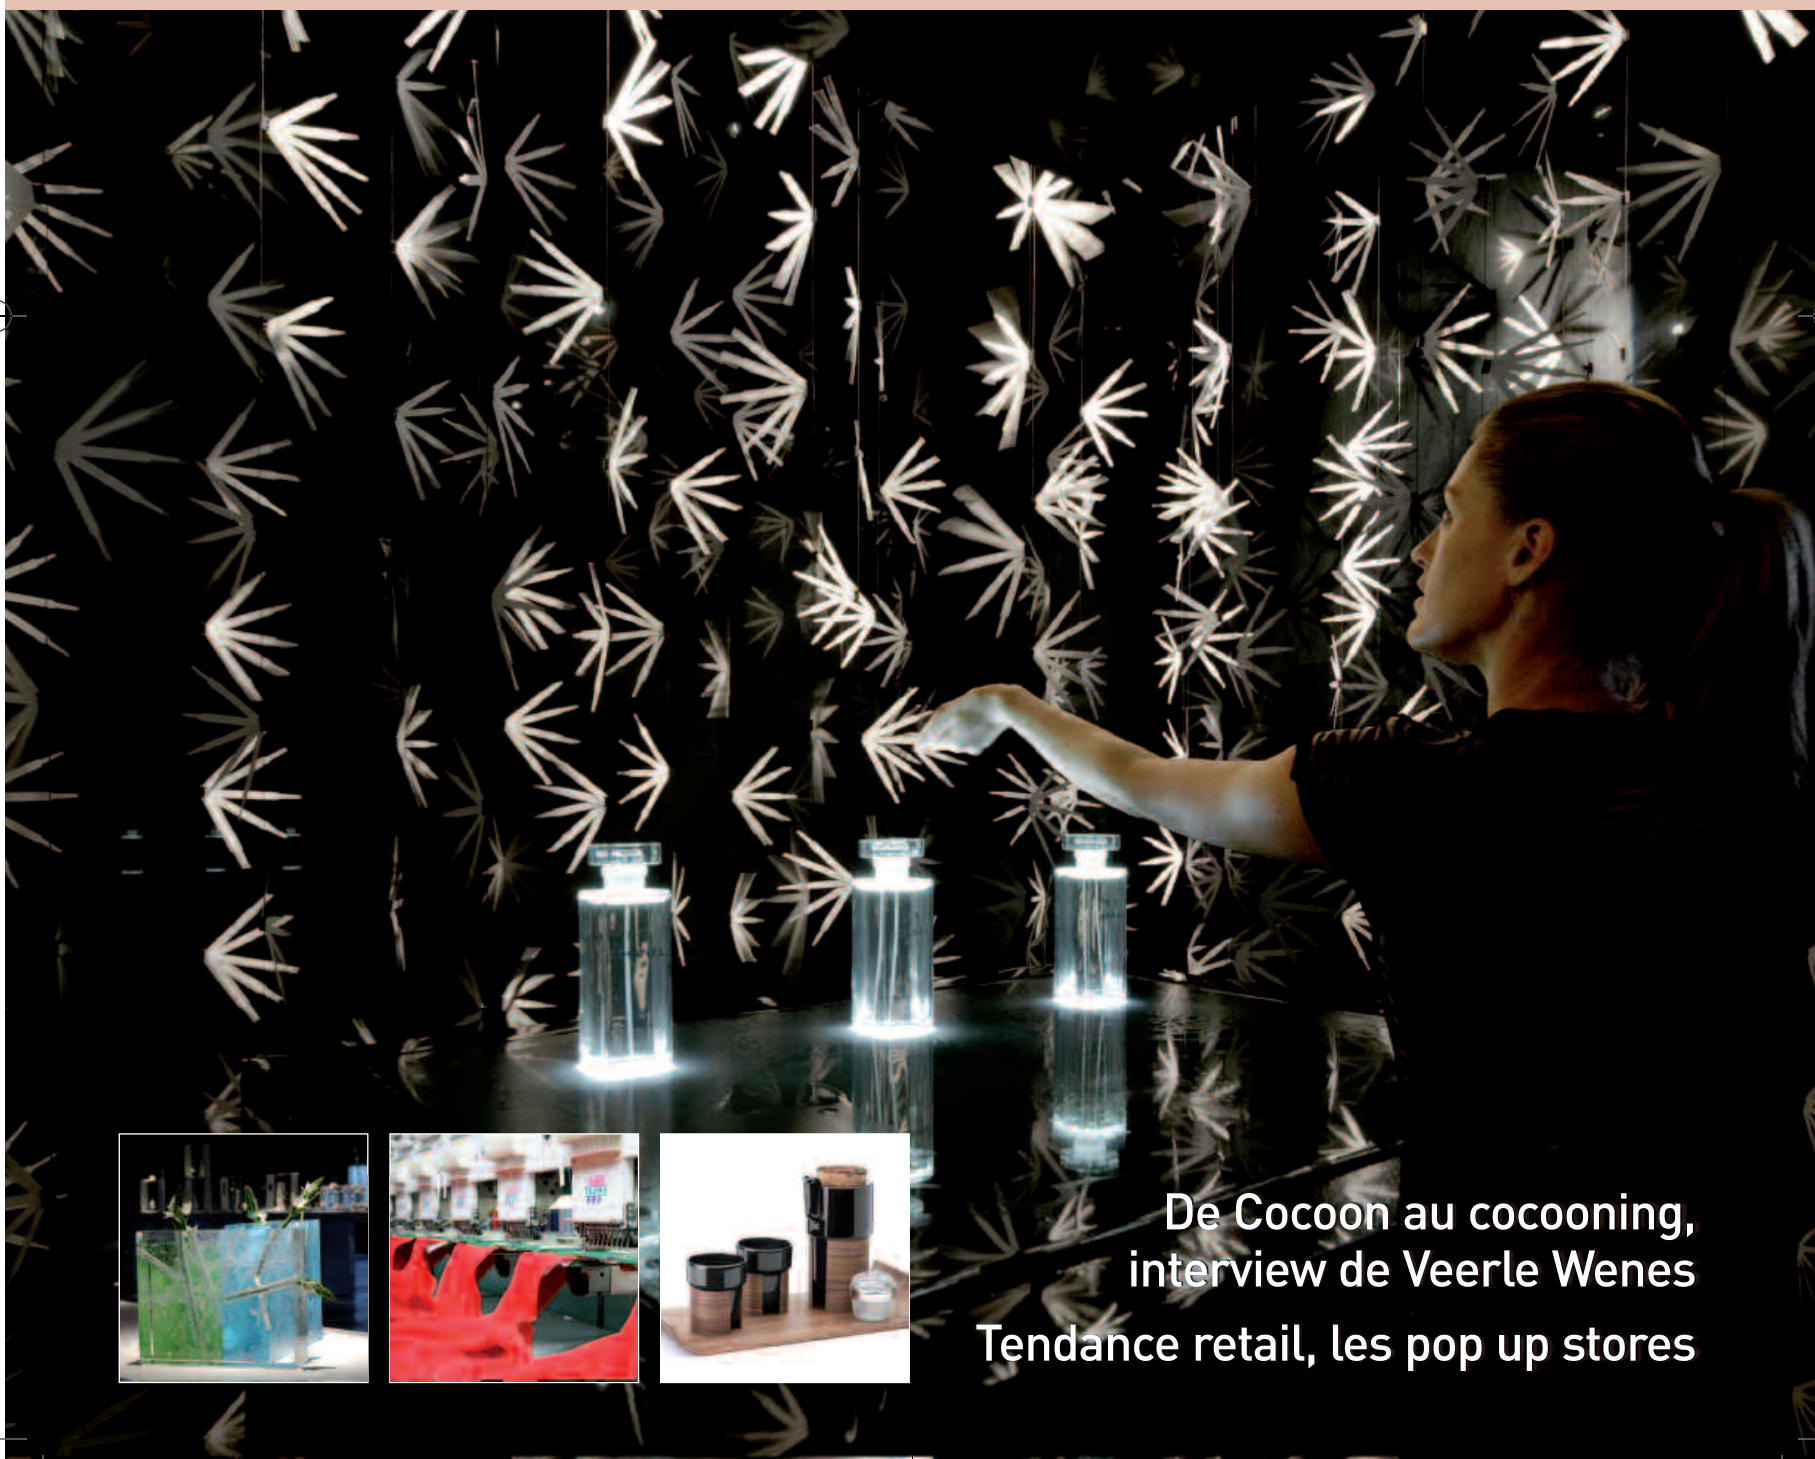 De Cocoon au cocooning,
interview de Veerle Wenes
Tendance retail, les pop up stores